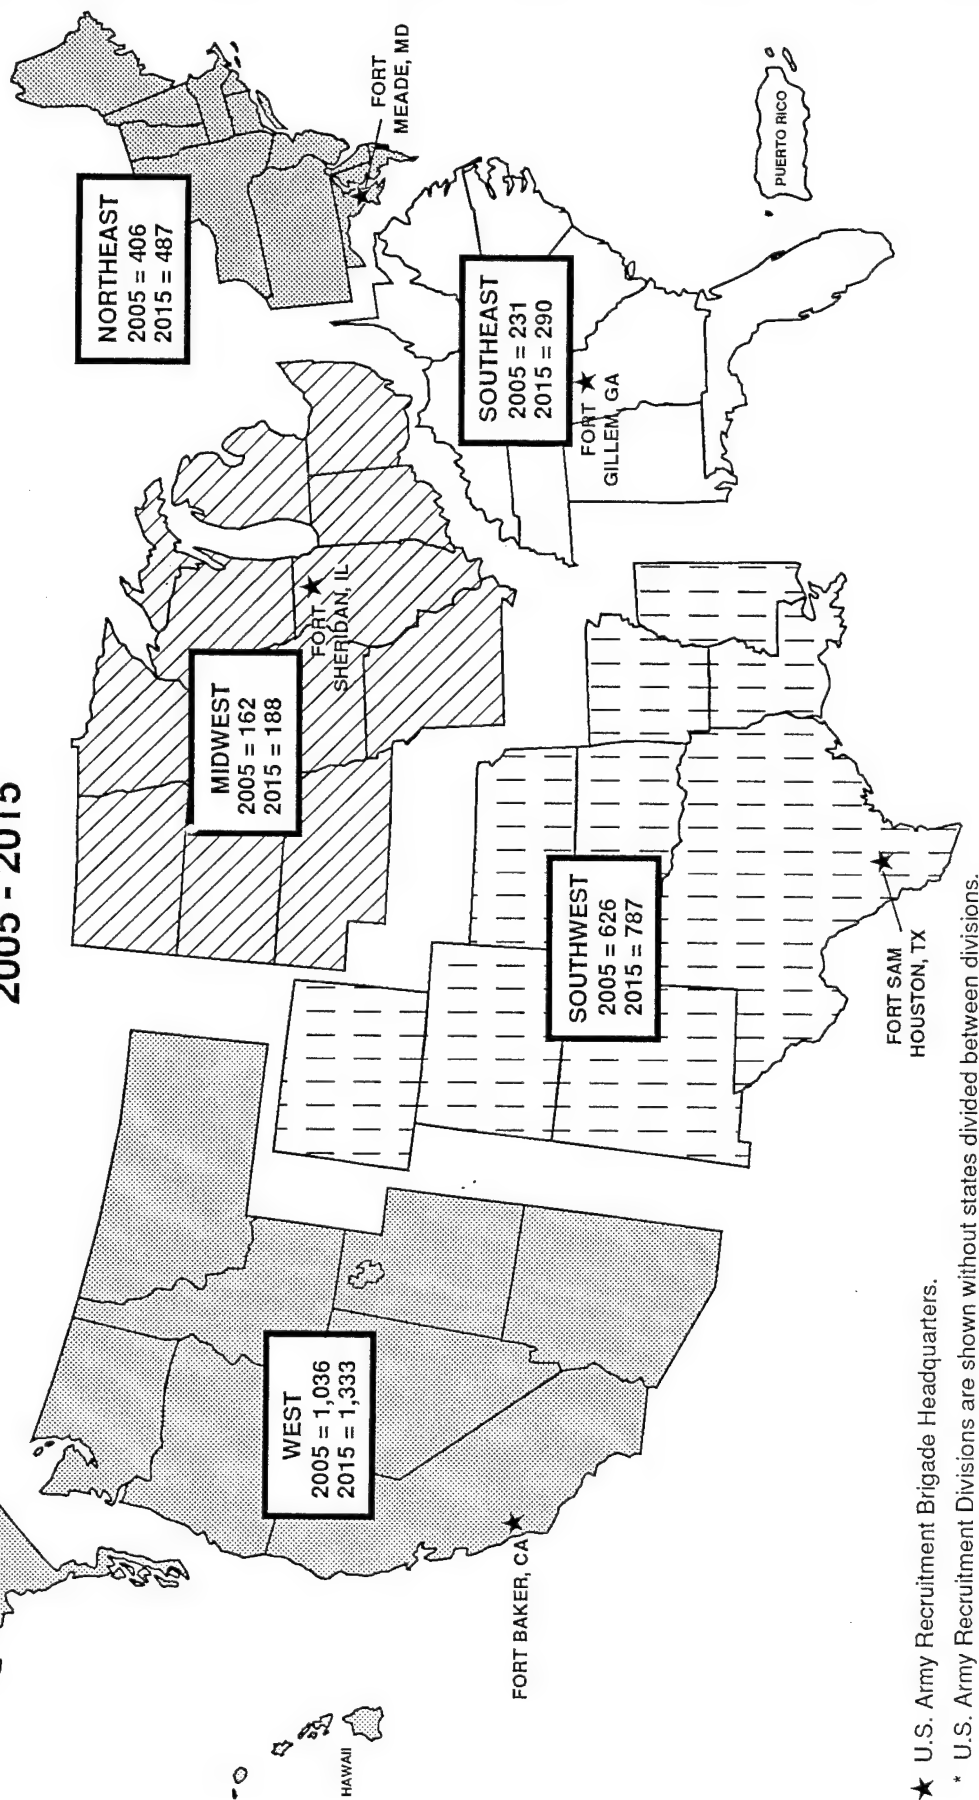 2005 - 2015
NORTHEAST
2005 = 406
2015 = 487
FORT
MEADE, MD
MIDWEST
2005 = 162
2015 = 188
FORT
SHERIDAN, IL
SOUTHEAST
2005 = 231
2015 = 290
FORT
GILLEM, GA
PUERTO RICO
WEST
2005 = 1,036
2015 = 1,333
SOUTHWEST
2005 = 626
2015 = 787
FORT SAM
HOUSTON, TX
FORT BAKER, CA
HAWAII
★ U.S. Army Recruitment Brigade Headquarters.
* U.S. Army Recruitment Divisions are shown without states divided between divisions.